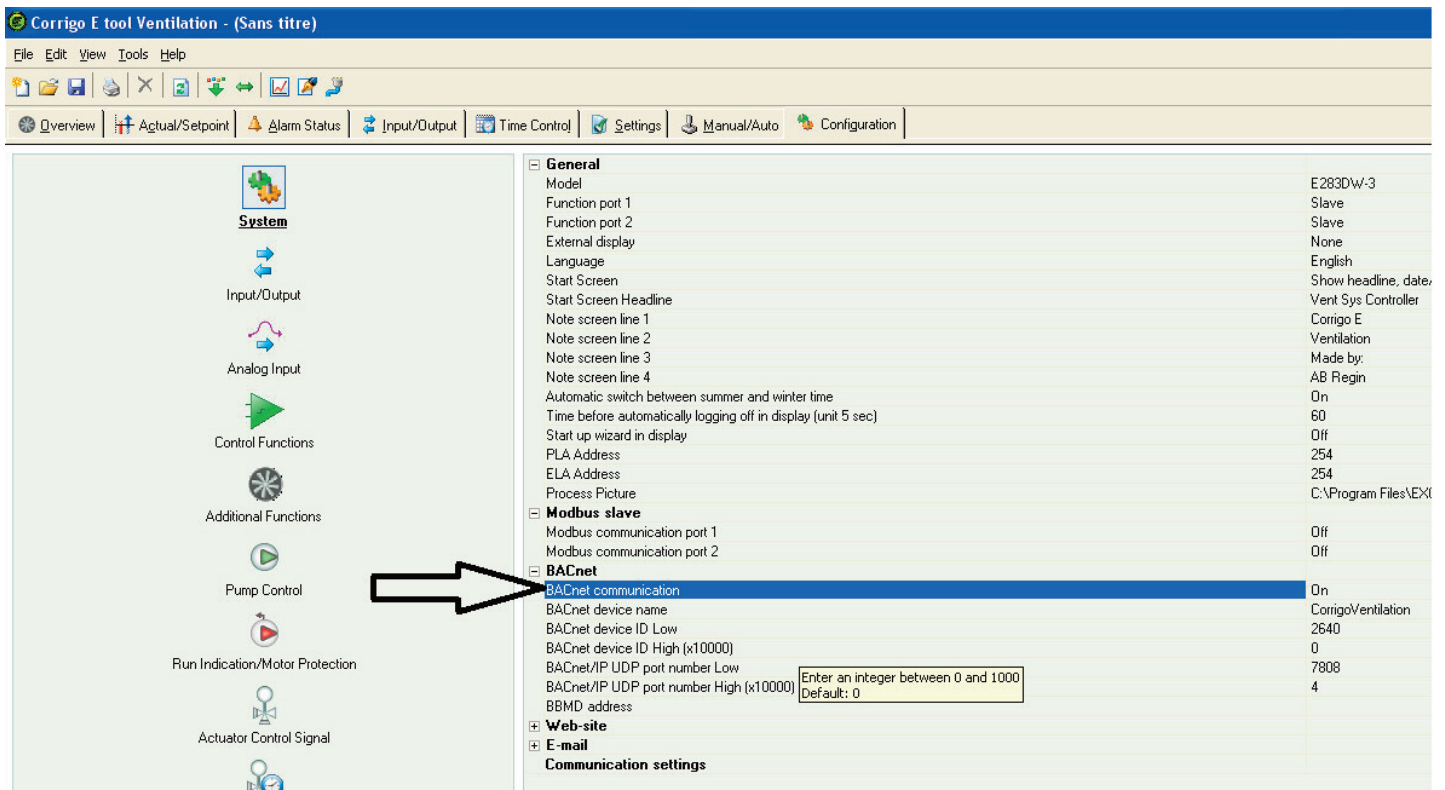 Corrigo E tool Ventilation - (Sans titre)
File Edit View Tools Help
Overview Actual/Setpoint Alarm Status Input/Output Time Control Settings Manual/Auto Configuration
System
Input/Output
Analog Input
Control Functions
Additional Functions
Pump Control
Run Indication/Motor Protection
Actuator Control Signal
General
Model E283DW-3
Function port 1 Slave
Function port 2 Slave
External display None
Language English
Start Screen Show headline, date/
Start Screen Headline Vent Sys Controller
Note screen line 1 Corrigo E
Note screen line 2 Ventilation
Note screen line 3 Made by:
Note screen line 4 AB Regin
Automatic switch between summer and winter time On
Time before automatically logging off in display (unit 5 sec) 60
Start up wizard in display Off
PLA Address 254
ELA Address 254
Process Picture C:\Program Files\EXO
Modbus slave
Modbus communication port 1 Off
Modbus communication port 2 Off
BACnet
BACnet communication On
BACnet device name CorrigoVentilation
BACnet device ID Low 2640
BACnet device ID High (x10000) 0
BACnet/IP UDP port number Low 7808
BACnet/IP UDP port number High (x10000) 4
Enter an integer between 0 and 1000
Default: 0
BBMD address
Web-site
E-mail
Communication settings